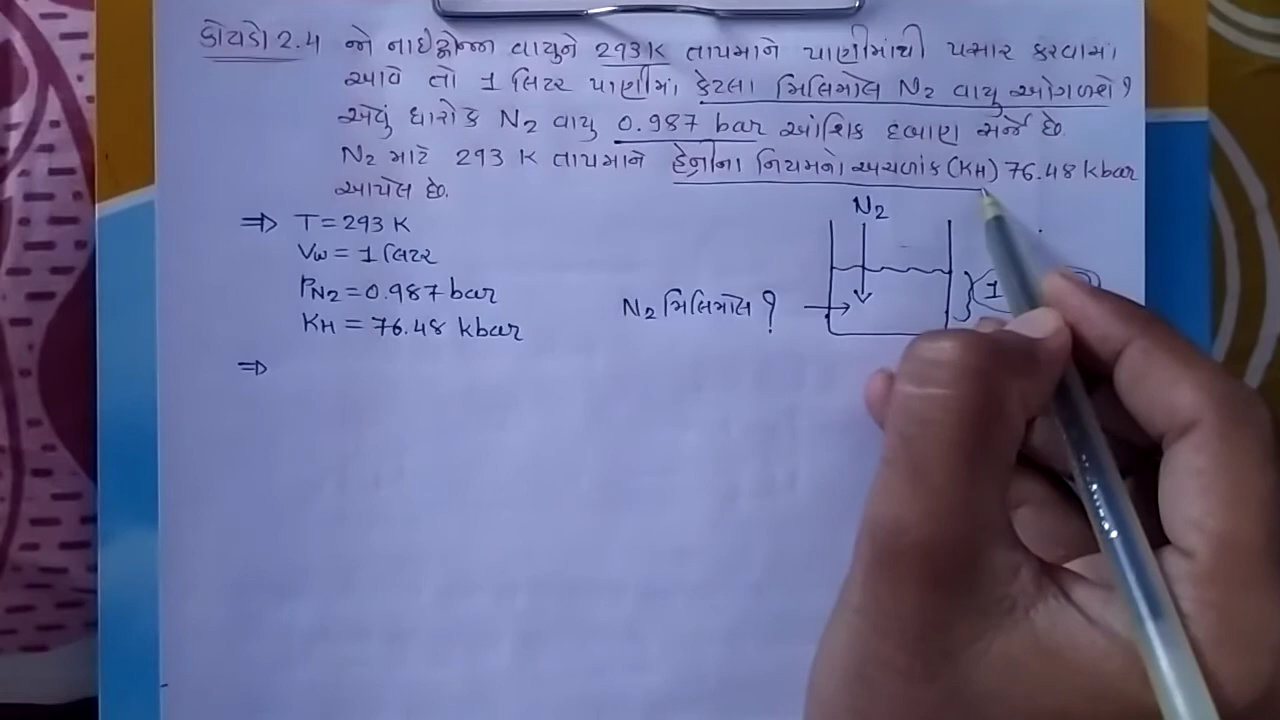 કોયડો 2.4 જો નાઈટ્રોજન વાયુને 293K તાપમાને પાણીમાંથી પસાર કરવામાં
આવે તો 1 લિટર પાણીમાં કેટલા મિલિમોલ N₂ વાયુ ઓગળશે?
એવું ધારો કે N₂ વાયુ 0.987 bar આંશિક દબાણ સર્જે છે.
N₂ માટે 293 K તાપમાને હેન્રીના નિયમનો અચળાંક (KH) 76.48 kbar
આપેલ છે.
⇒ T = 293 K
Vw = 1 લિટર
PN₂ = 0.987 bar
KH = 76.48 kbar
⇒
N₂
N₂ મિલિમોલ ?
1